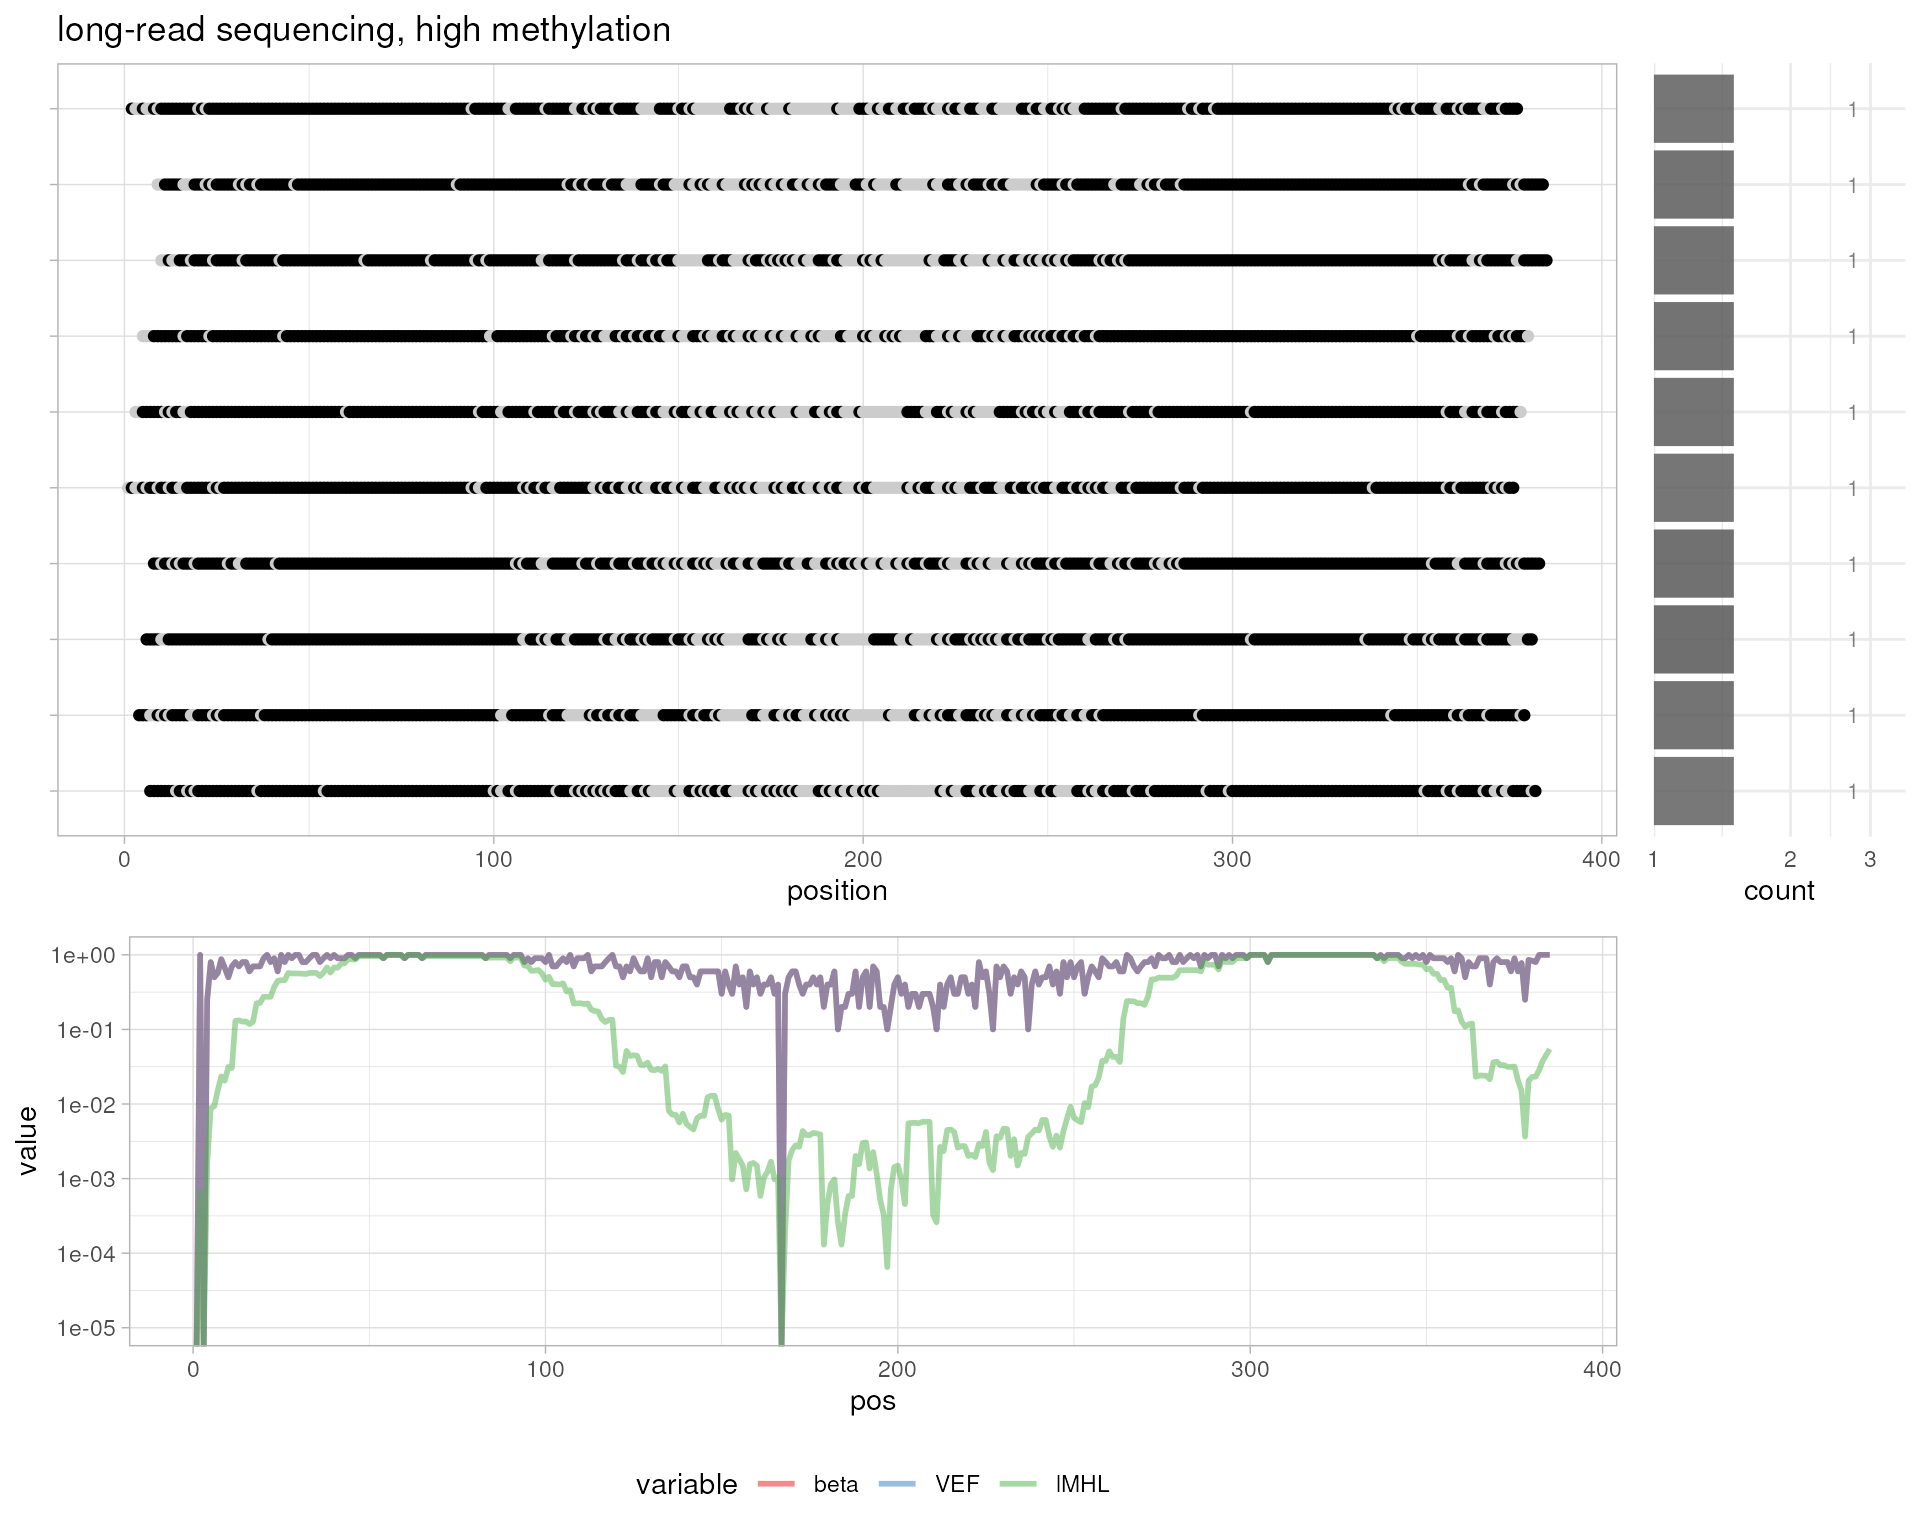 long-read sequencing, high methylation
1
1
1
1
1
1
1
1
1
1
0 100 200 300 400 1 2 3
position count
1e+00
1e-01
1e-02
1e-03
1e-04
1e-05
value
0 100 200 300 400
pos
variable beta VEF lMHL